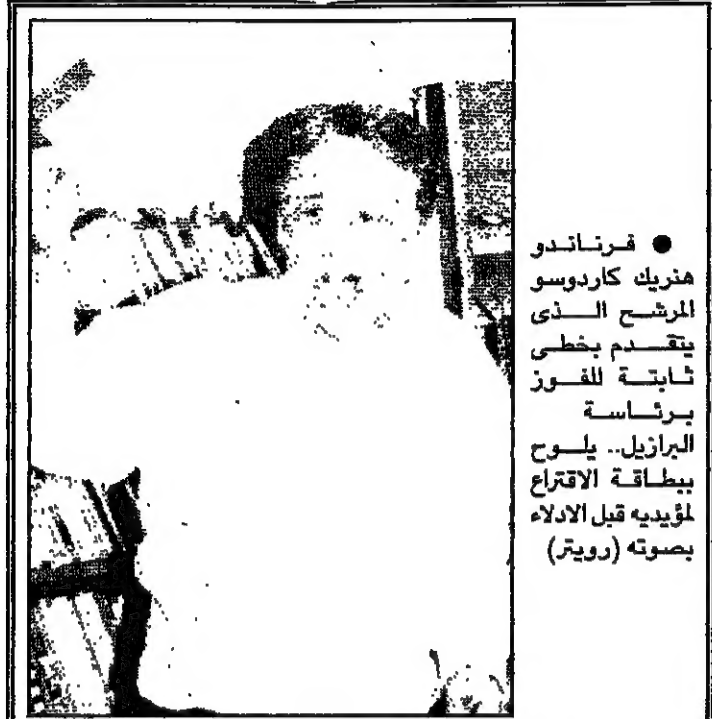 ● فرناندو
هنريك كاردوسو
المرشح الذى
يتقدم بخطى
ثابتة للفوز
برئاسة
البرازيل.. يلوح
ببطاقة الاقتراع
لمؤيديه قبل الادلاء
بصوته (رويتر)